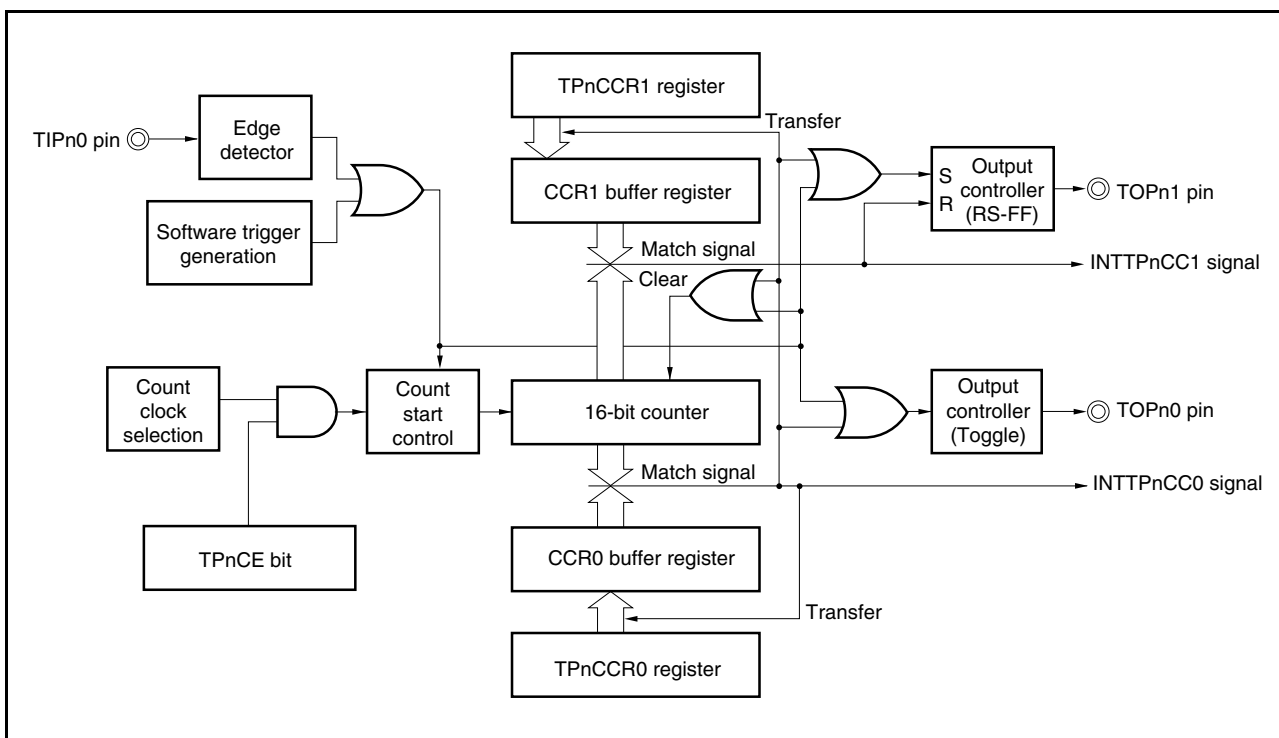 TPnCCR1 register
Transfer
TIPn0 pin
Edge
detector
CCR1 buffer register
S
R
Output
controller
(RS-FF)
TOPn1 pin
Software trigger
generation
Match signal
INTTPnCC1 signal
Clear
Count
clock
selection
Count
start
control
16-bit counter
Output
controller
(Toggle)
TOPn0 pin
Match signal
INTTPnCC0 signal
TPnCE bit
CCR0 buffer register
Transfer
TPnCCR0 register